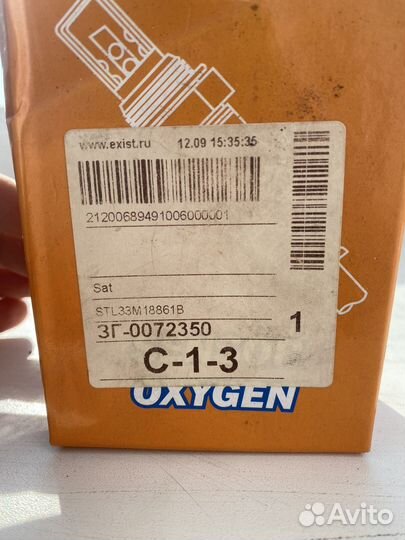 www.exist.ru 12.09 15:35:35
21200689491006000001
Sat
STL33M18861B
ЗГ-0072350 1
C-1-3
OXYGEN
Avito